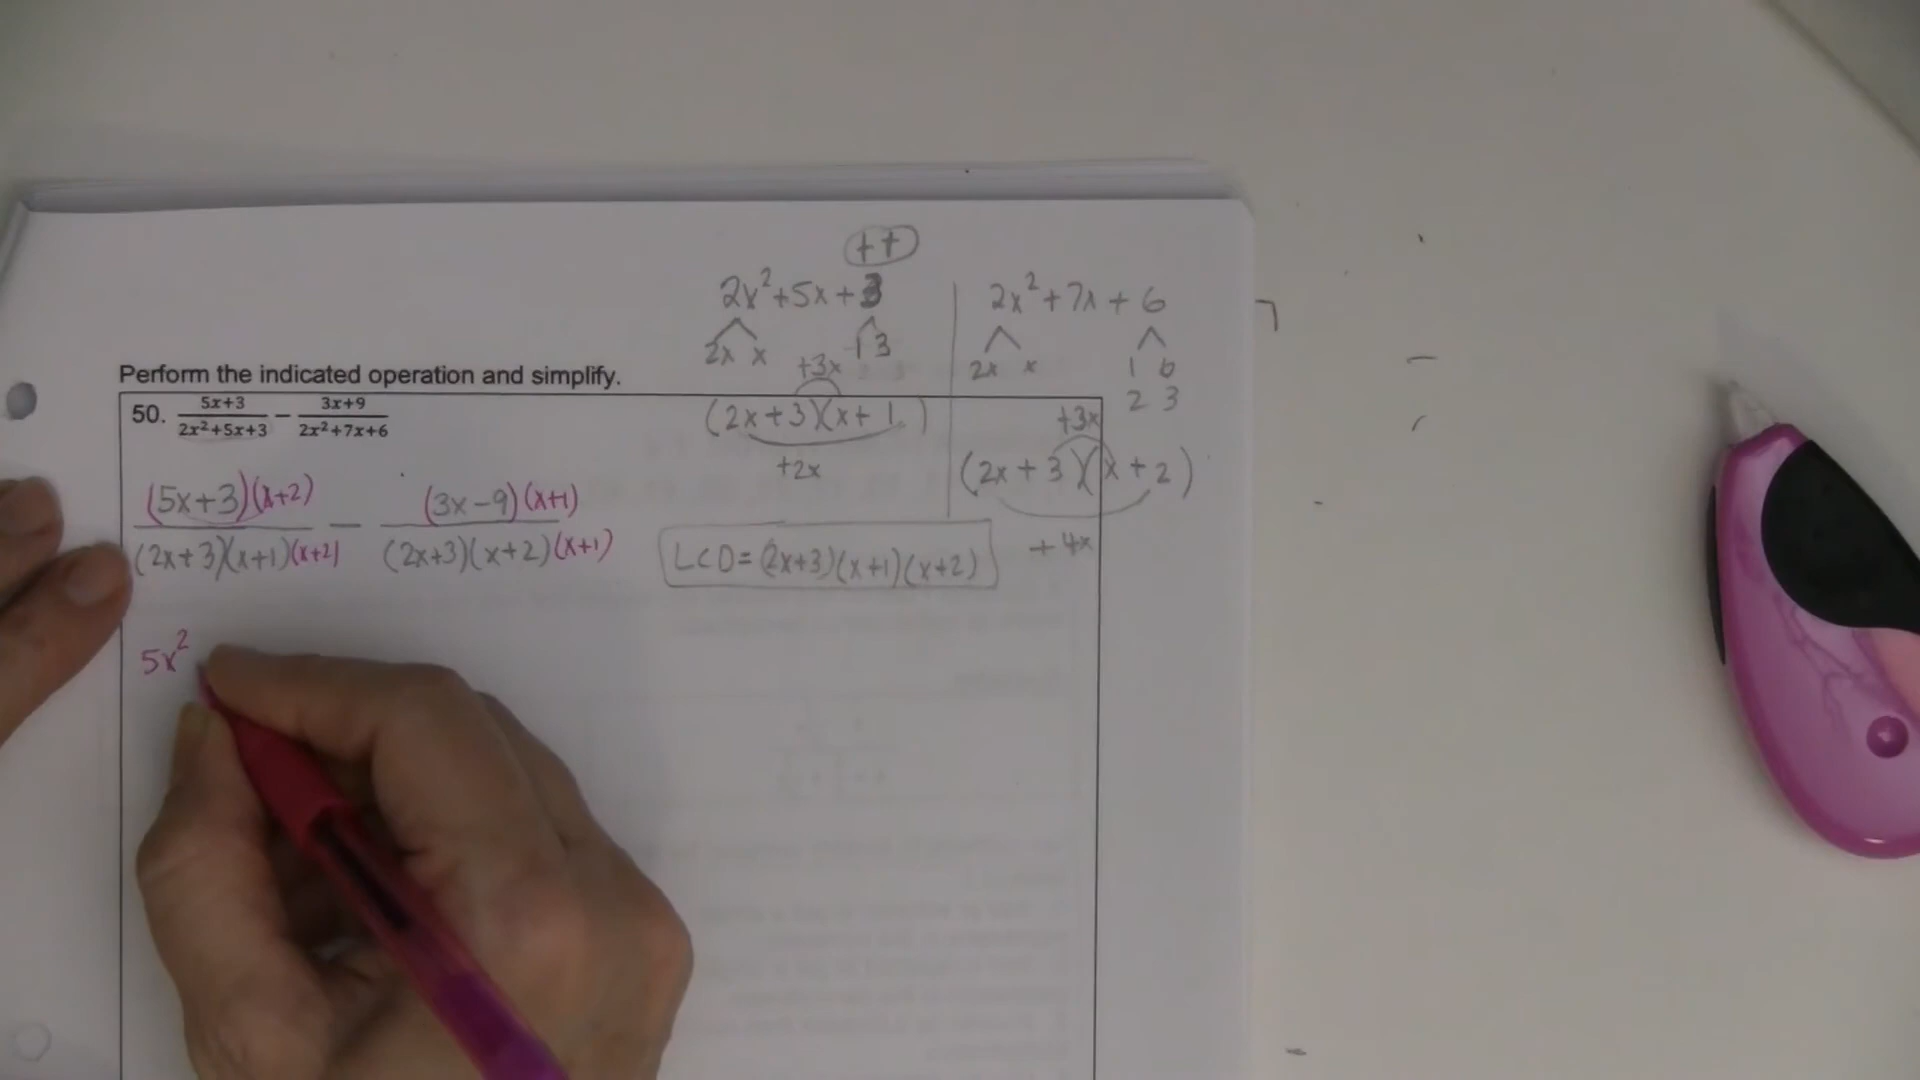 ++
2x²+5x+3
2x²+7x+6
2x x 1 3
2x x 1 6
2 3
+3x
Perform the indicated operation and simplify.
50. 5x+3/2x²+5x+3 − 3x+9/2x²+7x+6
(2x+3)(x+1)
+2x
+3x
(2x+3)(x+2)
+4x
(5x+3)(x+2)/(2x+3)(x+1)(x+2) − (3x-9)(x+1)/(2x+3)(x+2)(x+1)
LCD=(2x+3)(x+1)(x+2)
5x²